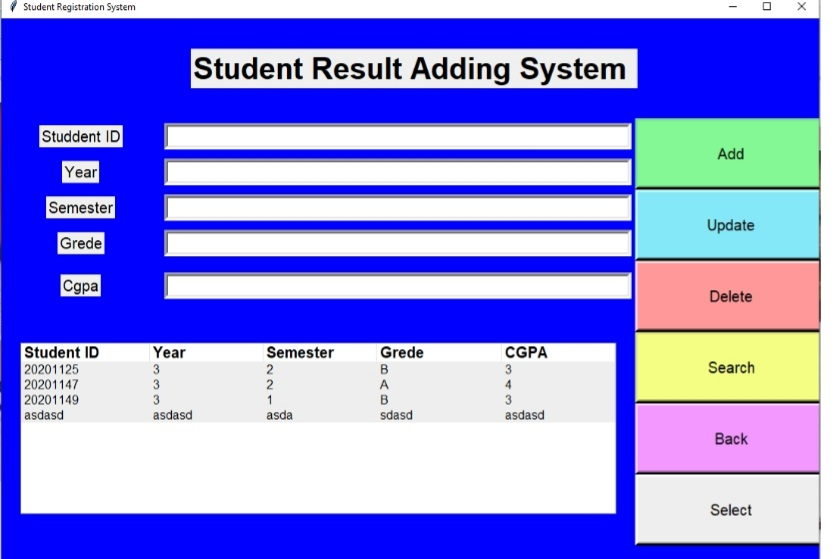 Student Registration System
Student Result Adding System
Studdent ID
Year
Semester
Grede
Cgpa
Add
Update
Delete
Search
Back
Select
Student ID Year Semester Grede CGPA
20201125 3 2 B 3
20201147 3 2 A 4
20201149 3 1 B 3
asdasd asdasd asda sdasd asdasd